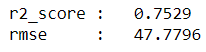 r2_score :   0.7529
rmse     :   47.7796